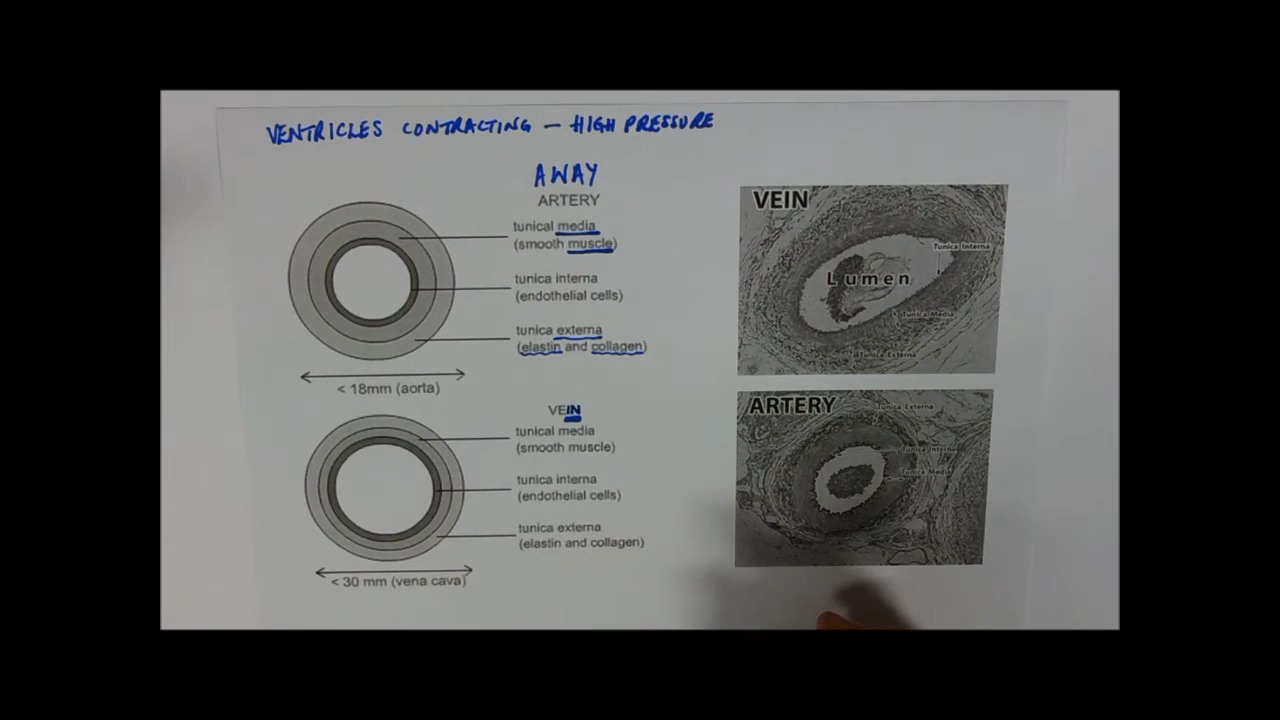 VENTRICLES CONTRACTING – HIGH PRESSURE
AWAY
ARTERY
tunical media
(smooth muscle)
tunica interna
(endothelial cells)
tunica externa
(elastin and collagen)
< 18mm (aorta)
VEIN
tunical media
(smooth muscle)
tunica interna
(endothelial cells)
tunica externa
(elastin and collagen)
< 30 mm (vena cava)
VEIN
Tunica Interna
Lumen
Tunica Media
Tunica Externa
ARTERY
Tunica Externa
Tunica Interna
Tunica Media